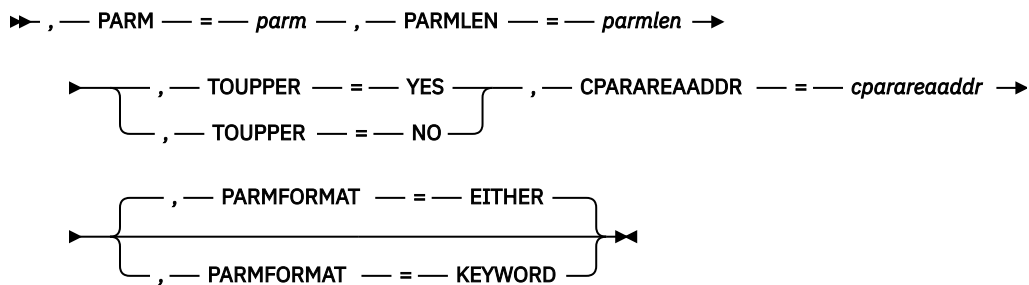 , PARM = parm , PARMLEN = parmlen
, TOUPPER = YES , CPARAREAADDR = cparareaaddr
, TOUPPER = NO
, PARMFORMAT = EITHER
, PARMFORMAT = KEYWORD